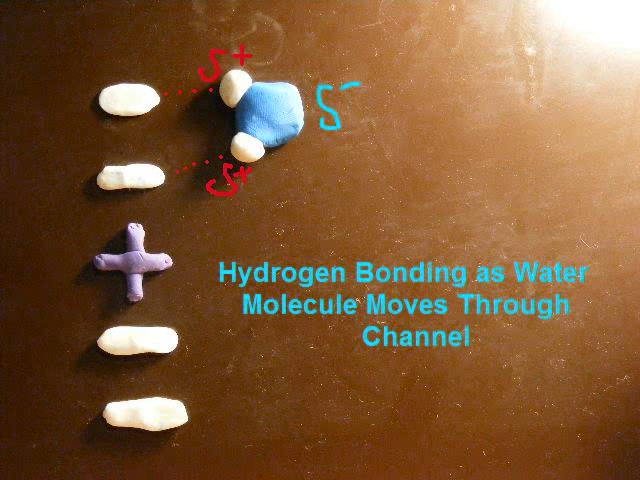 δ+
δ-
δ+
Hydrogen Bonding as Water
Molecule Moves Through
Channel